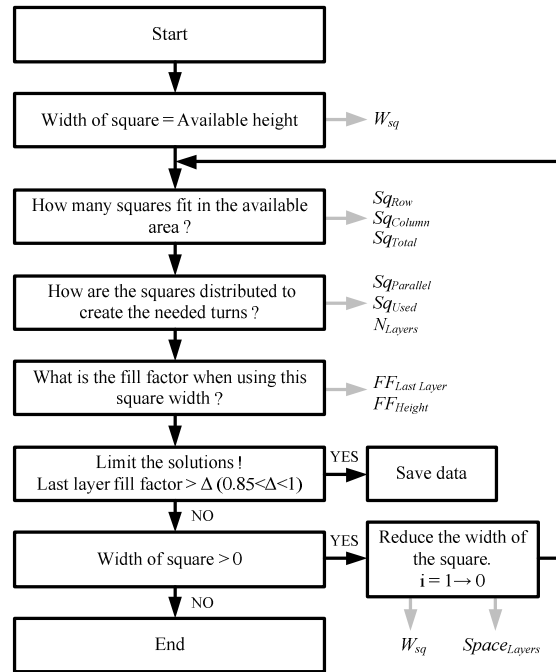 Start
Width of square = Available height
W_sq
How many squares fit in the available
area ?
Sq_Row
Sq_Column
Sq_Total
How are the squares distributed to
create the needed turns ?
Sq_Parallel
Sq_Used
N_Layers
What is the fill factor when using this
square width ?
FF_Last Layer
FF_Height
Limit the solutions !
Last layer fill factor > Δ (0.85<Δ<1)
YES
Save data
NO
Width of square > 0
YES
Reduce the width of
the square.
i = 1→ 0
NO
End
W_sq
Space_Layers